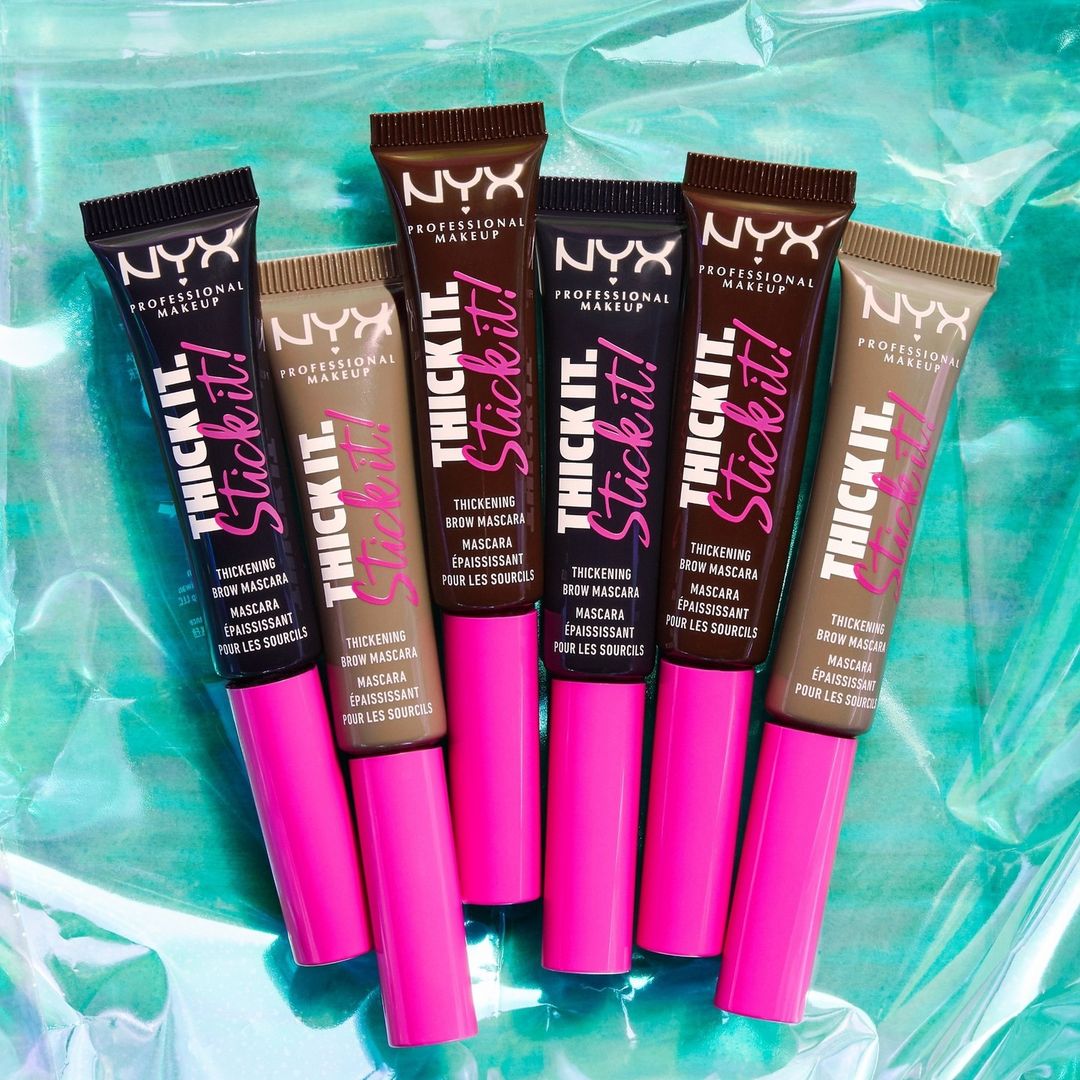 NYX
PROFESSIONAL
MAKEUP
THICK IT.
Stick it!
THICKENING
BROW MASCARA
MASCARA
ÉPAISSISSANT
POUR LES SOURCILS
NYX
PROFESSIONAL
MAKEUP
THICK IT.
Stick it!
THICKENING
BROW MASCARA
MASCARA
ÉPAISSISSANT
POUR LES SOURCILS
NYX
PROFESSIONAL
MAKEUP
THICK IT.
Stick it!
THICKENING
BROW MASCARA
MASCARA
ÉPAISSISSANT
POUR LES SOURCILS
NYX
PROFESSIONAL
MAKEUP
THICK IT.
Stick it!
THICKENING
BROW MASCARA
MASCARA
ÉPAISSISSANT
POUR LES SOURCILS
NYX
PROFESSIONAL
MAKEUP
THICK IT.
Stick it!
THICKENING
BROW MASCARA
MASCARA
ÉPAISSISSANT
POUR LES SOURCILS
NYX
PROFESSIONAL
MAKEUP
THICK IT.
Stick it!
THICKENING
BROW MASCARA
MASCARA
ÉPAISSISSANT
POUR LES SOURCILS